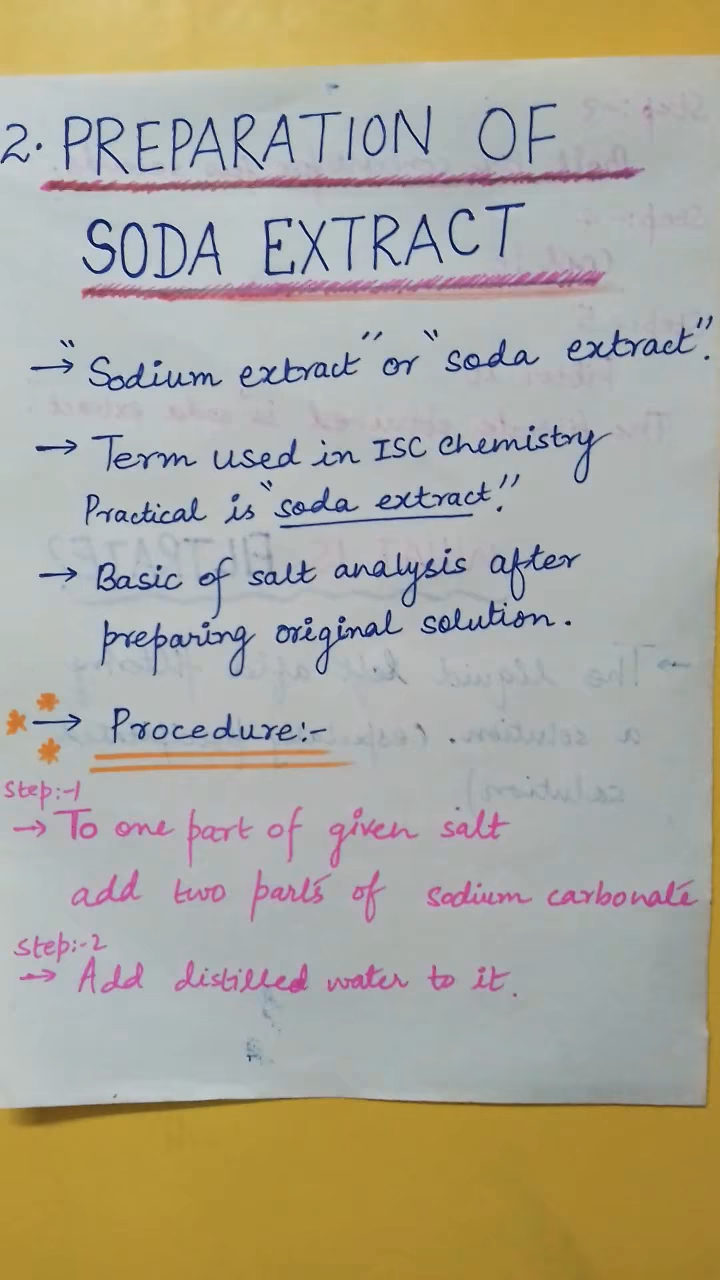 2. PREPARATION OF
SODA EXTRACT
→ "Sodium extract" or "soda extract".
→ Term used in ISC chemistry
Practical is "soda extract".
→ Basic of salt analysis after
preparing original solution.
→ Procedure:-
Step:-1
→ To one part of given salt
add two parts of sodium carbonate
Step:-2
→ Add distilled water to it.